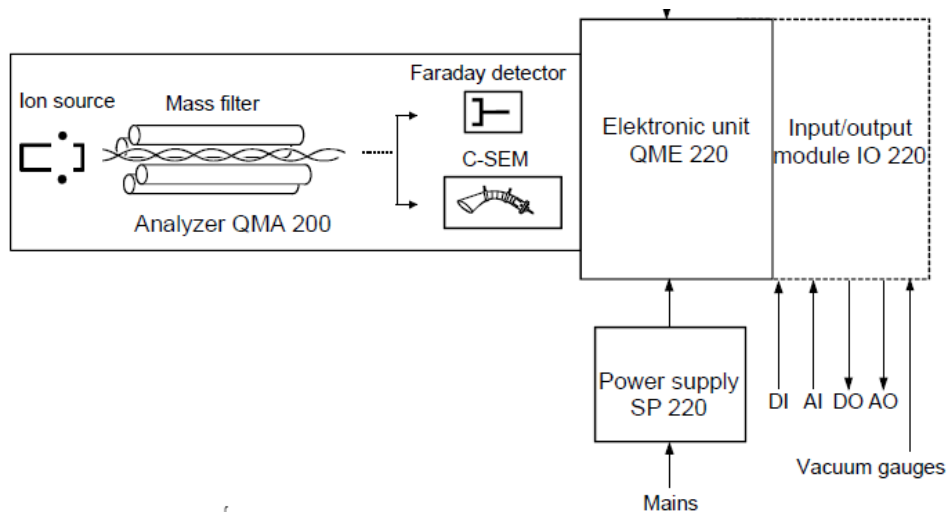 Ion source
Mass filter
Analyzer QMA 200
Faraday detector
C-SEM
Elektronic unit
QME 220
Input/output
module IO 220
Power supply
SP 220
DI
AI
DO
AO
Vacuum gauges
Mains